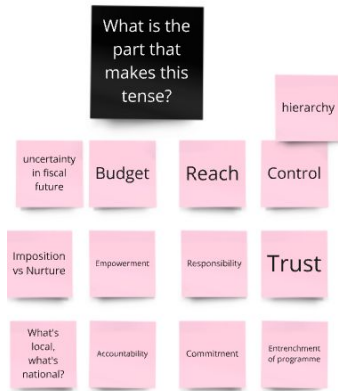 What is the
part that
makes this
tense?
hierarchy
uncertainty
in fiscal
future
Budget
Reach
Control
Imposition
vs Nurture
Empowerment
Responsibility
Trust
What's
local,
what's
national?
Accountability
Commitment
Entrenchment
of programme